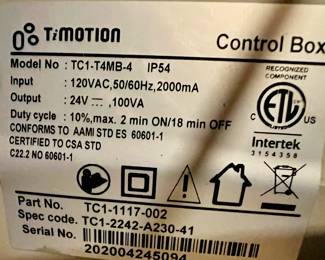 TiMOTION
Control Box
Model No : TC1-T4MB-4 IP54
RECOGNIZED
COMPONENT
Input : 120VAC,50/60Hz,2000mA
Output : 24V ⎓ ,100VA
Duty cycle : 10%,max. 2 min ON/18 min OFF
CONFORMS TO AAMI STD ES 60601-1
CERTIFIED TO CSA STD
C22.2 NO 60601-1
ETL
Intertek
3154358
Part No. TC1-1117-002
Spec code. TC1-2242-A230-41
Serial No.
202004245094